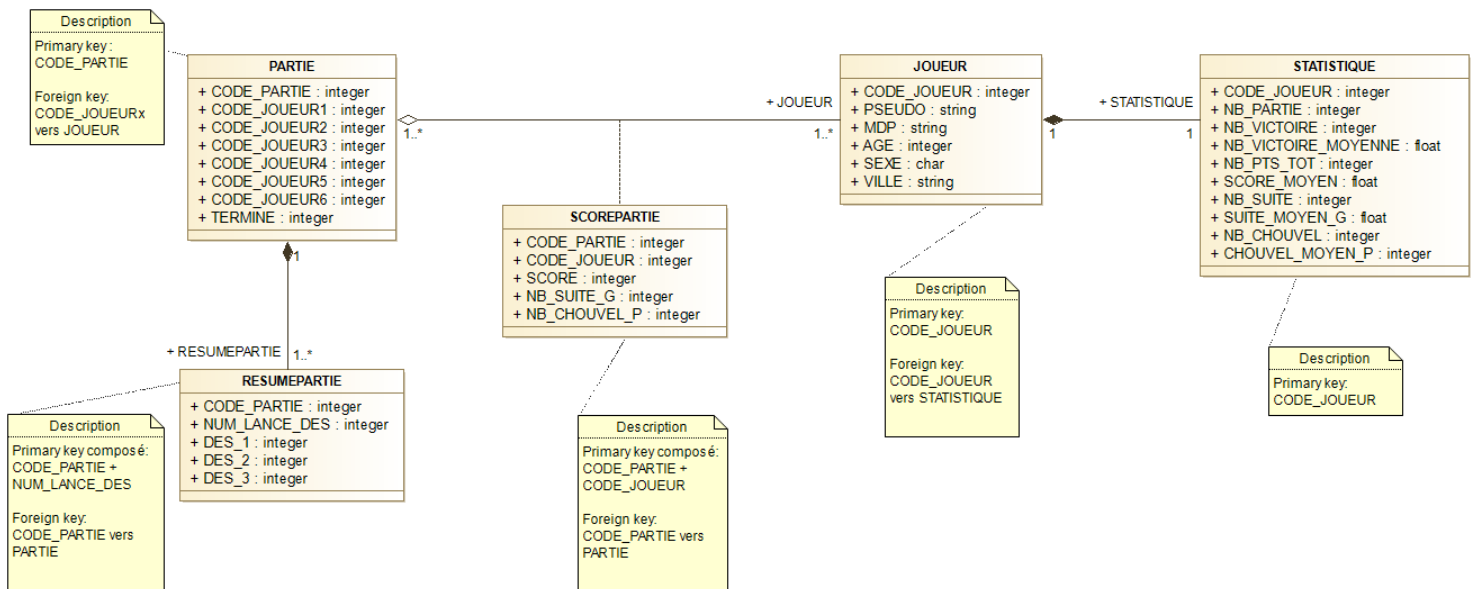 Description
Primary key :
CODE_PARTIE
Foreign key:
CODE_JOUEURx
vers JOUEUR
PARTIE
+ CODE_PARTIE : integer
+ CODE_JOUEUR1 : integer
+ CODE_JOUEUR2 : integer
+ CODE_JOUEUR3 : integer
+ CODE_JOUEUR4 : integer
+ CODE_JOUEUR5 : integer
+ CODE_JOUEUR6 : integer
+ TERMINE : integer
1..*
+ JOUEUR
1..*
JOUEUR
+ CODE_JOUEUR : integer
+ PSEUDO : string
+ MDP : string
+ AGE : integer
+ SEXE : char
+ VILLE : string
1
+ STATISTIQUE
1
STATISTIQUE
+ CODE_JOUEUR : integer
+ NB_PARTIE : integer
+ NB_VICTOIRE : integer
+ NB_VICTOIRE_MOYENNE : float
+ NB_PTS_TOT : integer
+ SCORE_MOYEN : float
+ NB_SUITE : integer
+ SUITE_MOYEN_G : float
+ NB_CHOUVEL : integer
+ CHOUVEL_MOYEN_P : integer
SCOREPARTIE
+ CODE_PARTIE : integer
+ CODE_JOUEUR : integer
+ SCORE : integer
+ NB_SUITE_G : integer
+ NB_CHOUVEL_P : integer
1
+ RESUMEPARTIE
1..*
RESUMEPARTIE
+ CODE_PARTIE : integer
+ NUM_LANCE_DES : integer
+ DES_1 : integer
+ DES_2 : integer
+ DES_3 : integer
Description
Primary key composé:
CODE_PARTIE +
NUM_LANCE_DES
Foreign key:
CODE_PARTIE vers
PARTIE
Description
Primary key composé:
CODE_PARTIE +
CODE_JOUEUR
Foreign key:
CODE_PARTIE vers
PARTIE
Description
Primary key:
CODE_JOUEUR
Foreign key:
CODE_JOUEUR
vers STATISTIQUE
Description
Primary key:
CODE_JOUEUR